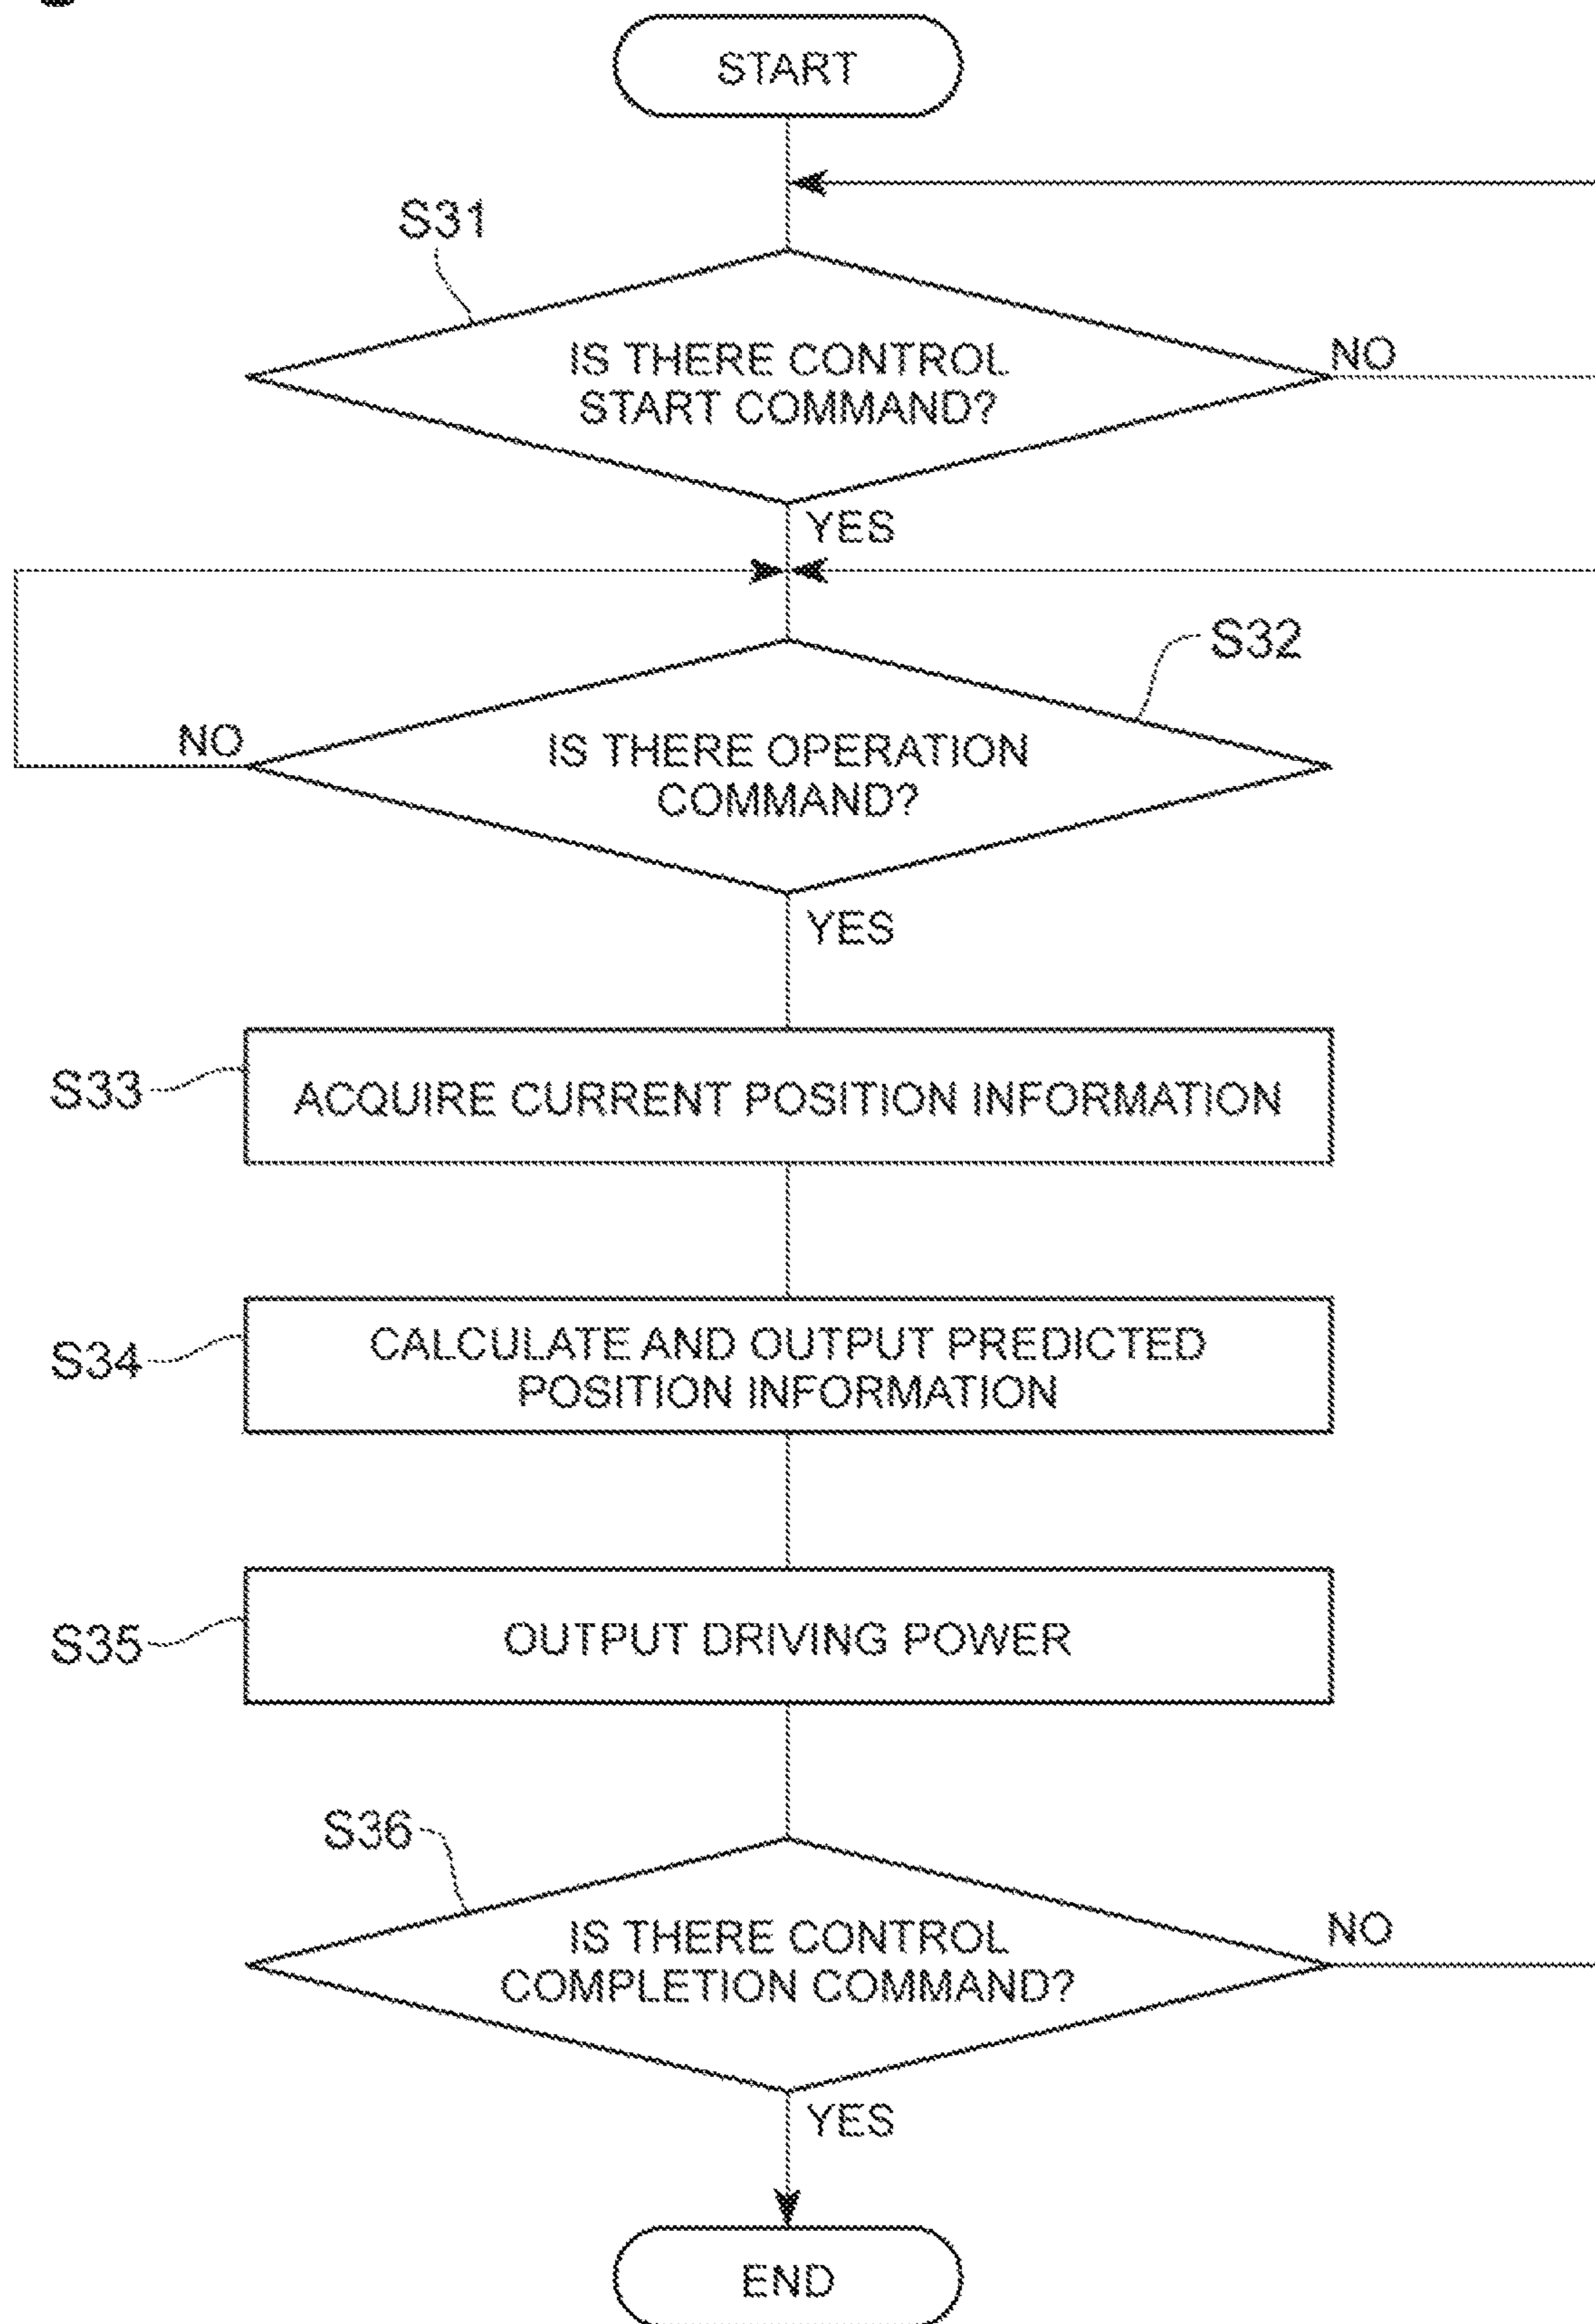 START
S31
IS THERE CONTROL
START COMMAND?
NO
YES
S32
NO
IS THERE OPERATION
COMMAND?
YES
S33
ACQUIRE CURRENT POSITION INFORMATION
S34
CALCULATE AND OUTPUT PREDICTED
POSITION INFORMATION
S35
OUTPUT DRIVING POWER
S36
IS THERE CONTROL
COMPLETION COMMAND?
NO
YES
END